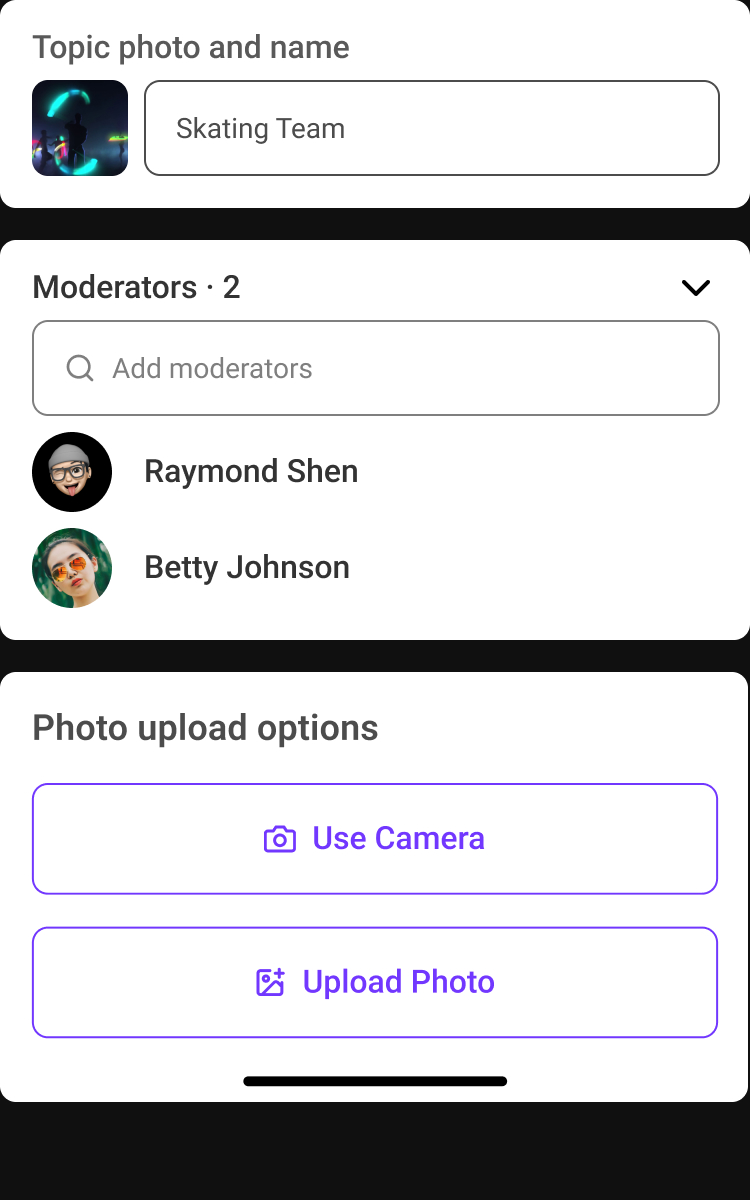 Topic photo and name
Skating Team
Moderators · 2
Add moderators
Raymond Shen
Betty Johnson
Photo upload options
Use Camera
Upload Photo